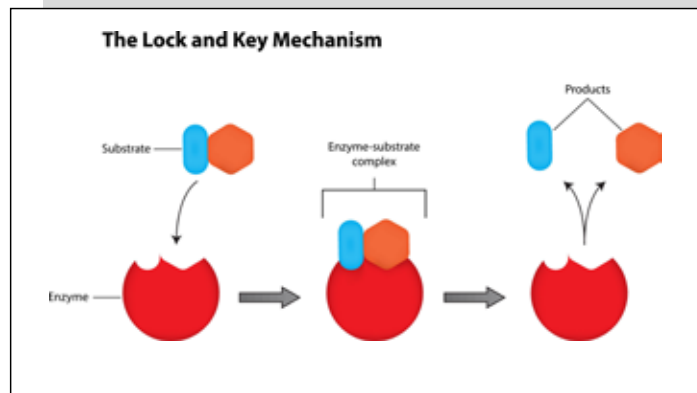 The Lock and Key Mechanism
Products
Substrate
Enzyme-substrate
complex
Enzyme